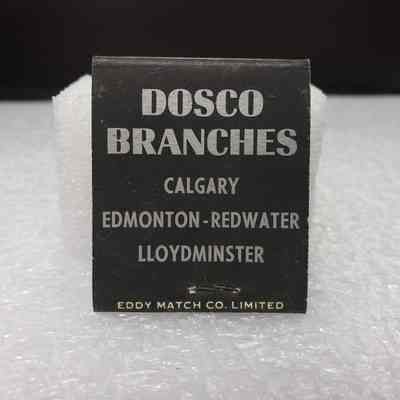 DOSCO
BRANCHES
CALGARY
EDMONTON-REDWATER
LLOYDMINSTER
EDDY MATCH CO. LIMITED